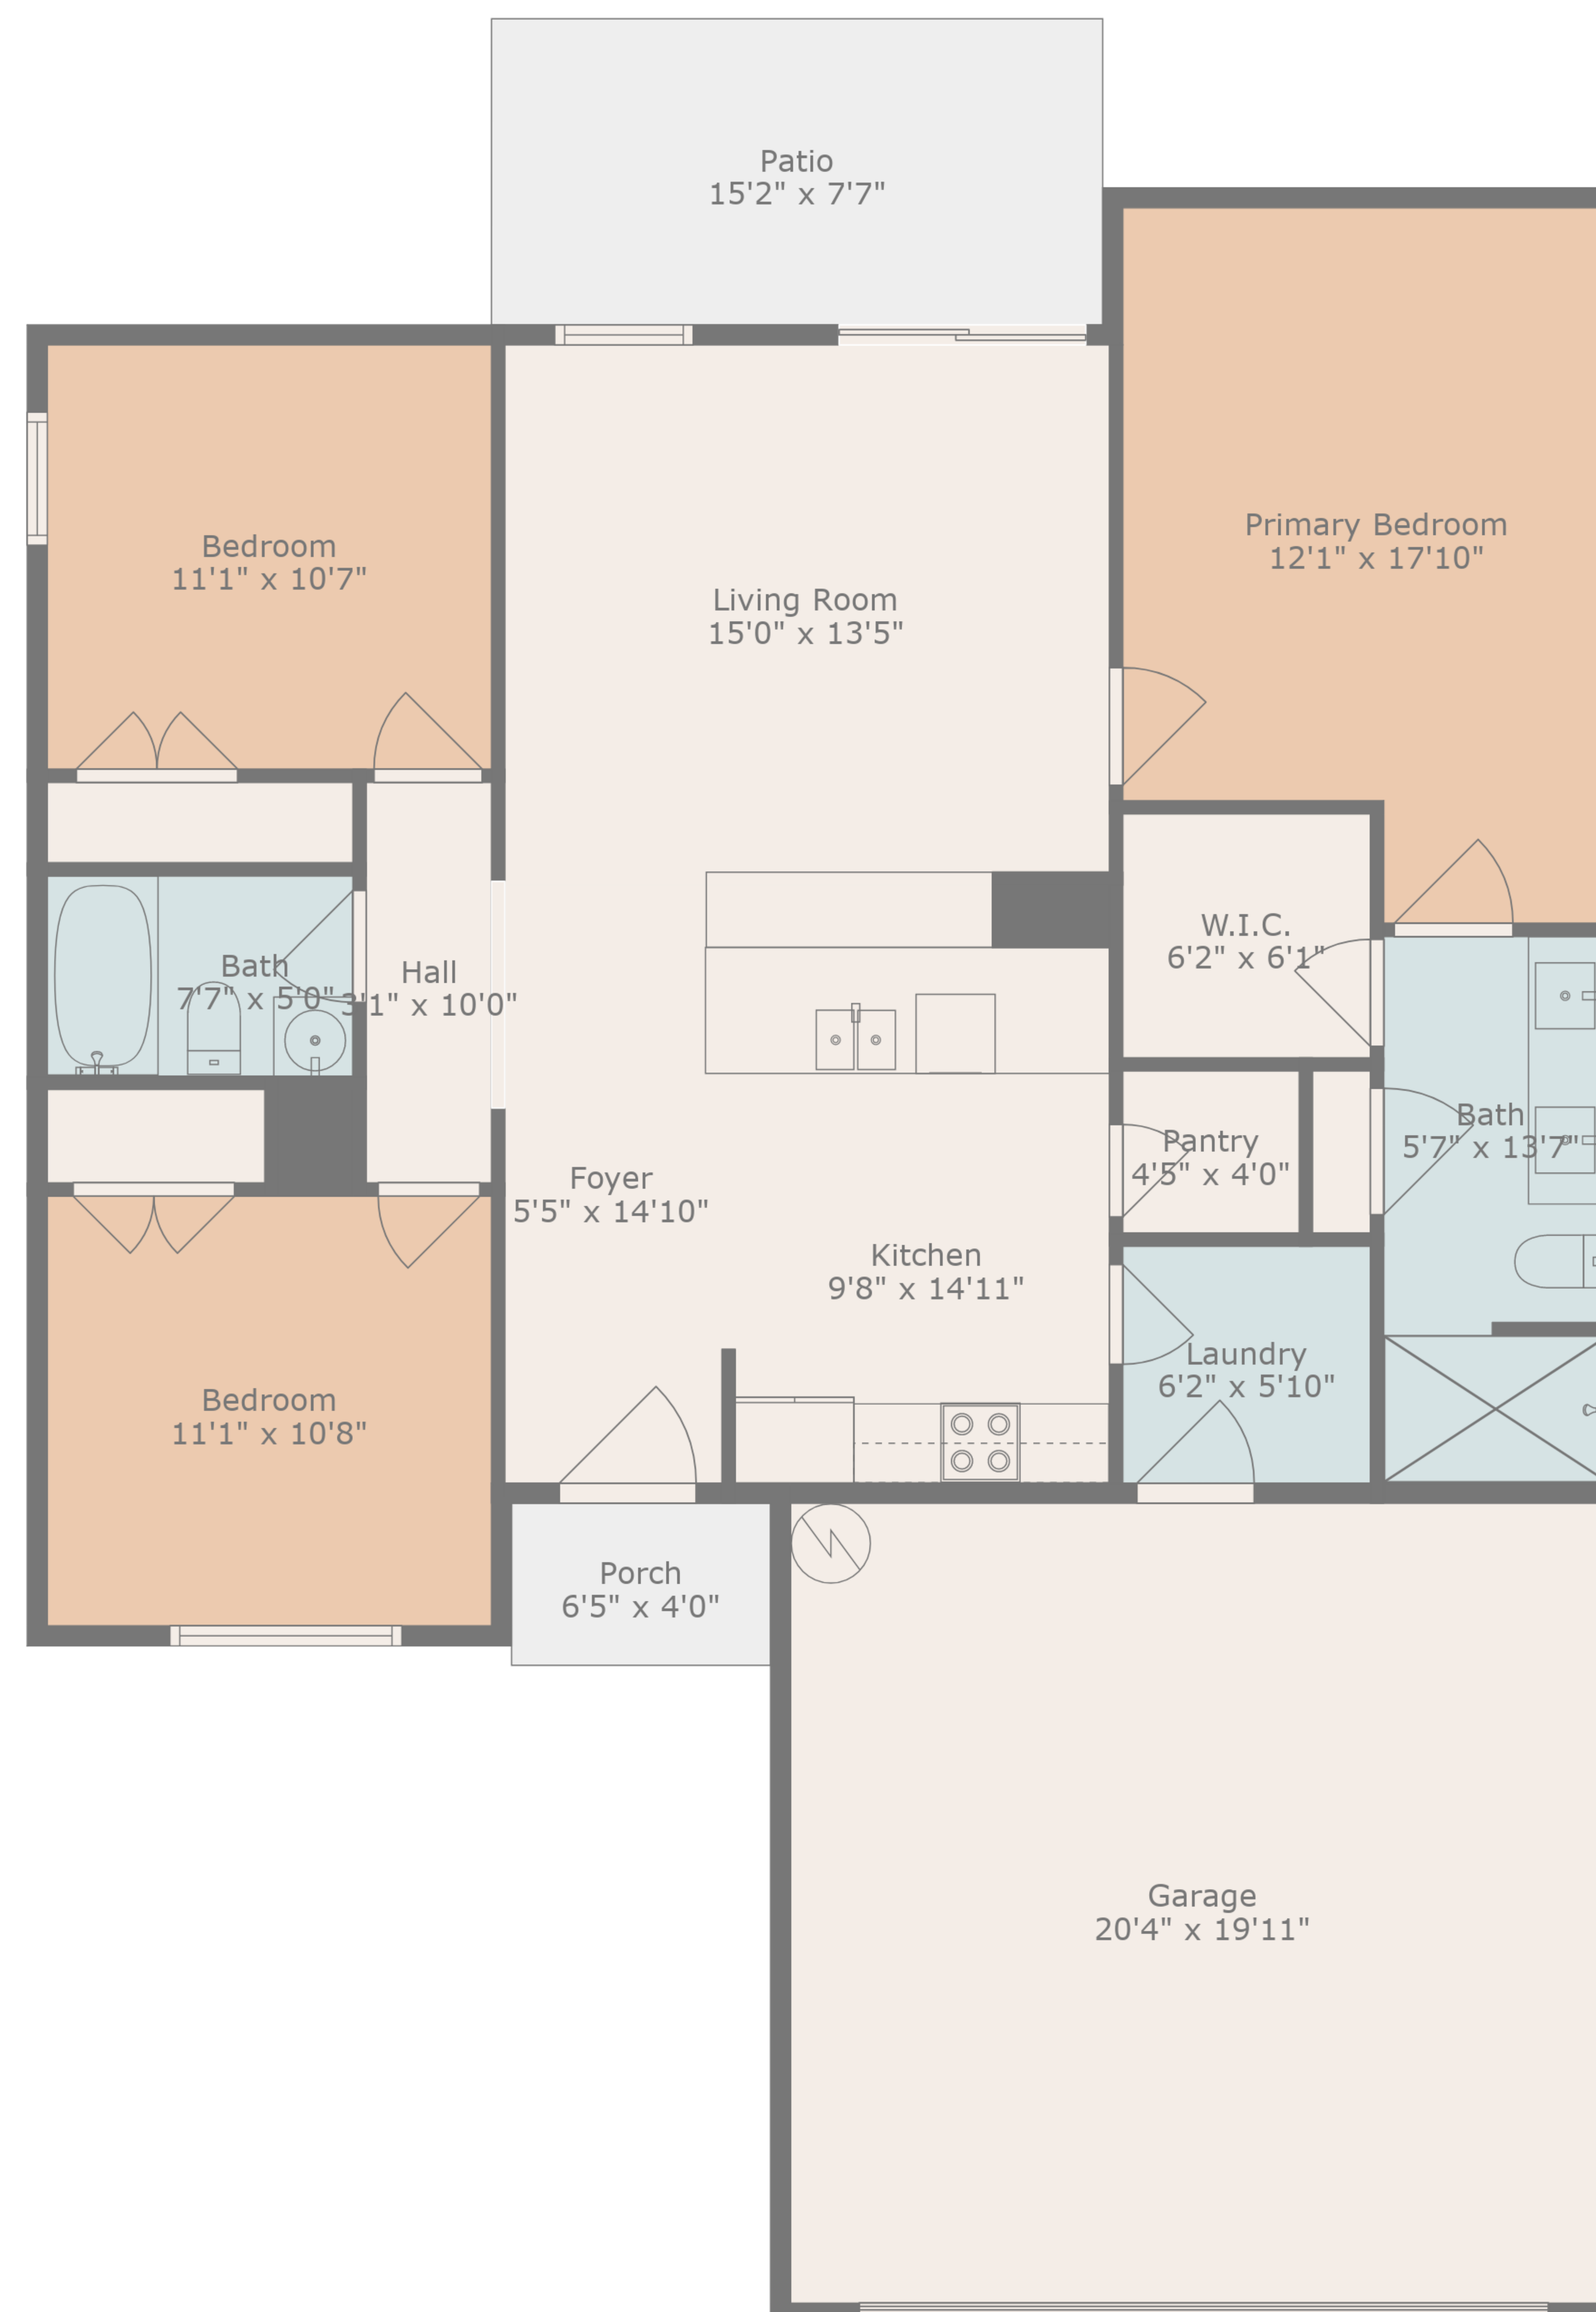 Patio
15'2" x 7'7"
Primary Bedroom
12'1" x 17'10"
Bedroom
11'1" x 10'7"
Living Room
15'0" x 13'5"
W.I.C.
6'2" x 6'1"
Bath
7'7" x 5'0"
Hall
3'1" x 10'0"
Bath
5'7" x 13'7"
Pantry
4'5" x 4'0"
Foyer
5'5" x 14'10"
Kitchen
9'8" x 14'11"
Laundry
6'2" x 5'10"
Bedroom
11'1" x 10'8"
Porch
6'5" x 4'0"
Garage
20'4" x 19'11"